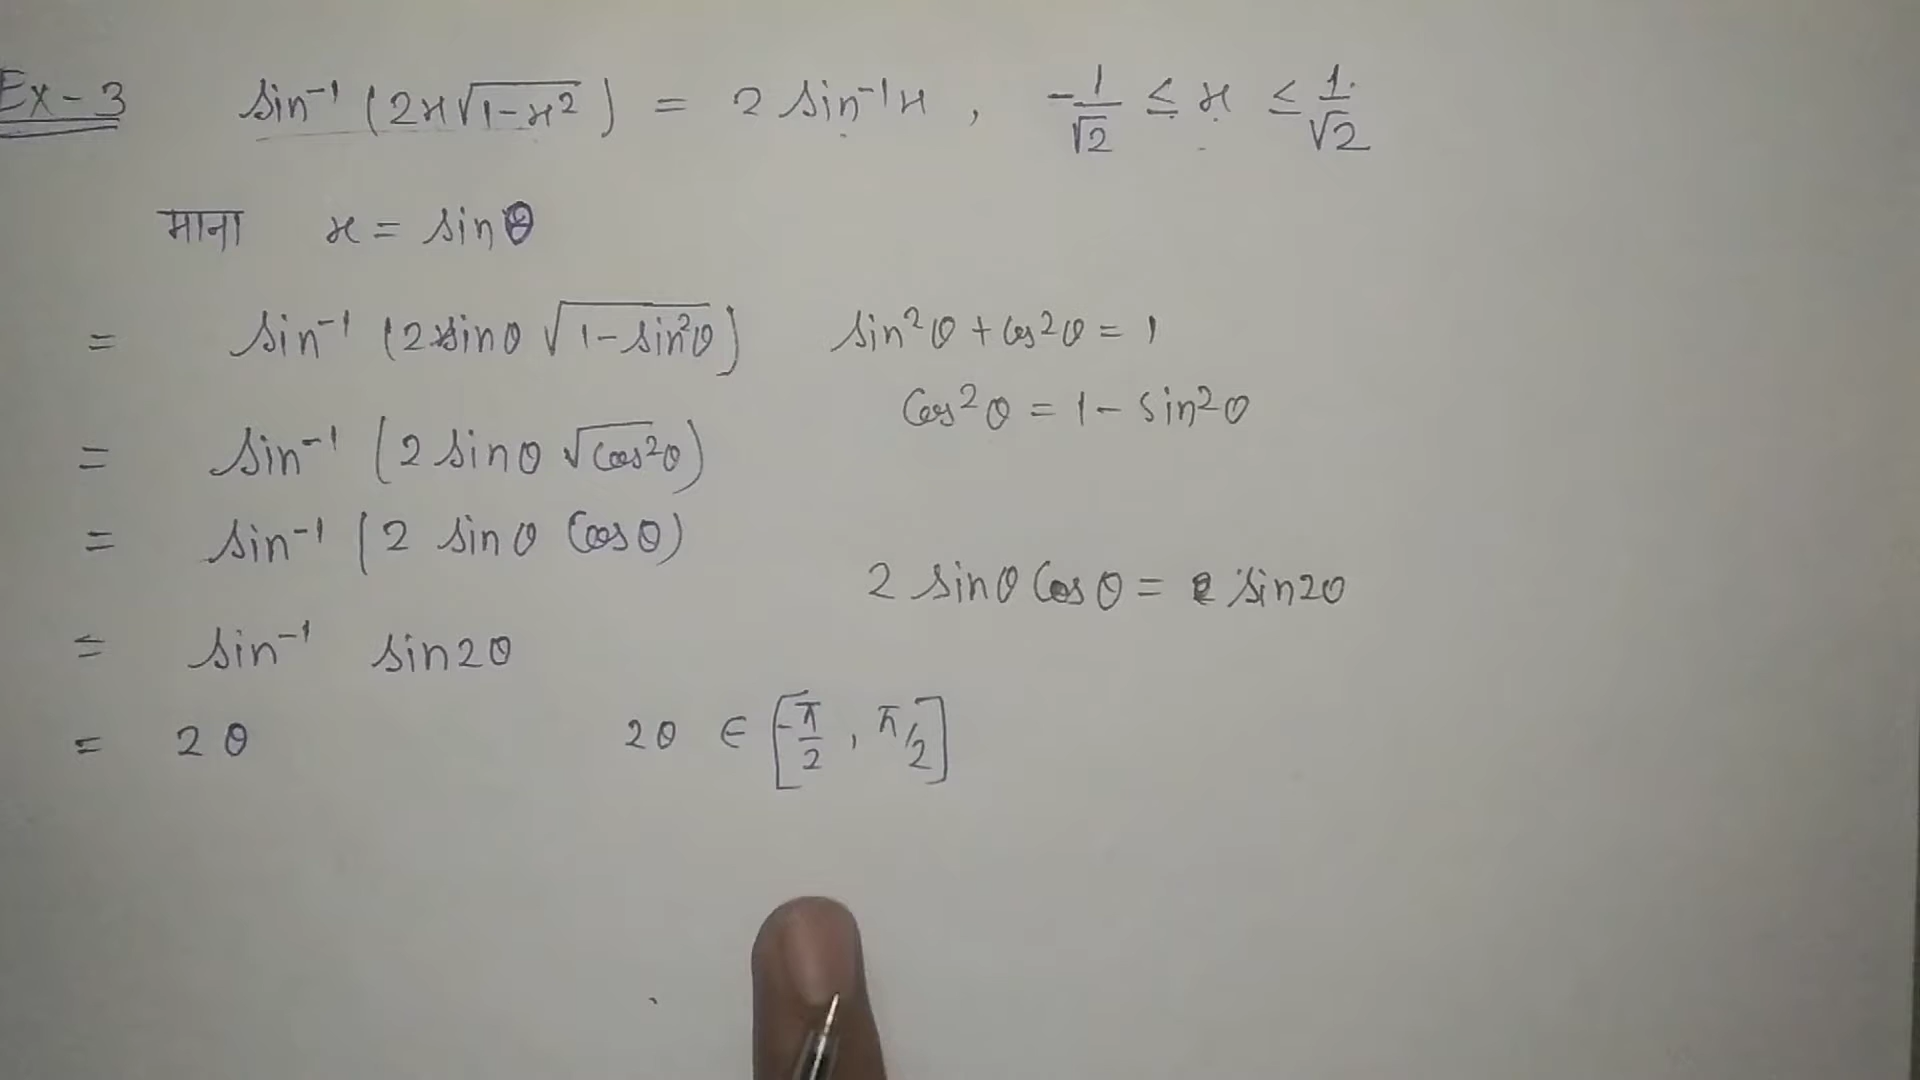 Ex-3 sin⁻¹ (2x√1-x²) = 2 sin⁻¹x , -1/√2 ≤ x ≤ 1/√2
माना x = sinθ
= sin⁻¹ (2sinθ √1-sin²θ) sin²θ + cos²θ = 1
cos²θ = 1 - sin²θ
= sin⁻¹ (2 sinθ √cos²θ)
= sin⁻¹ (2 sinθ cosθ)
2 sinθ cosθ = sin2θ
= sin⁻¹ sin2θ
= 2θ 2θ ∈ [-π/2 , π/2]